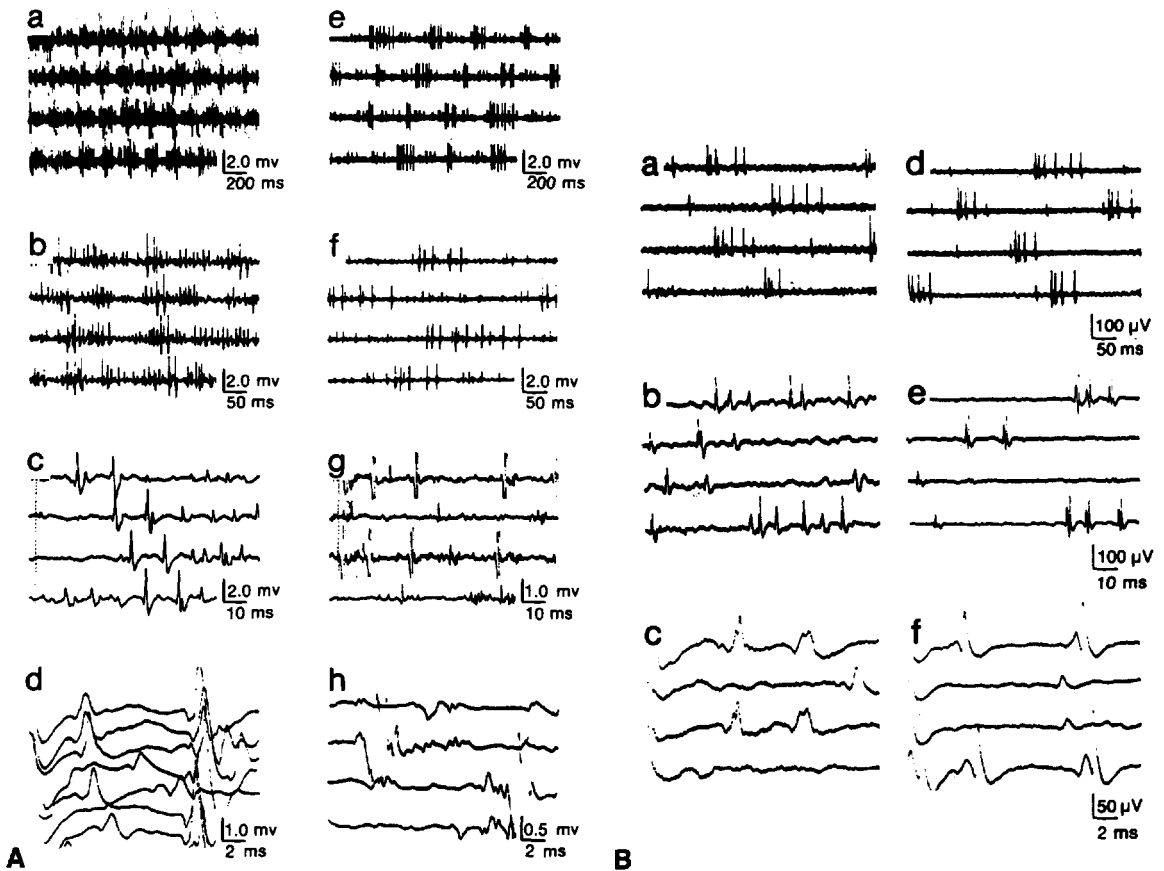 a
2.0 mv
200 ms
e
2.0 mv
200 ms
b
2.0 mv
50 ms
f
2.0 mv
50 ms
c
2.0 mv
10 ms
g
1.0 mv
10 ms
d
1.0 mv
2 ms
h
0.5 mv
2 ms
A
a
d
100 µV
50 ms
b
e
100 µV
10 ms
c
f
50 µV
2 ms
B